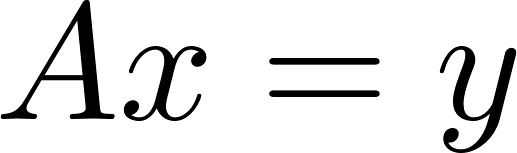 Ax = y